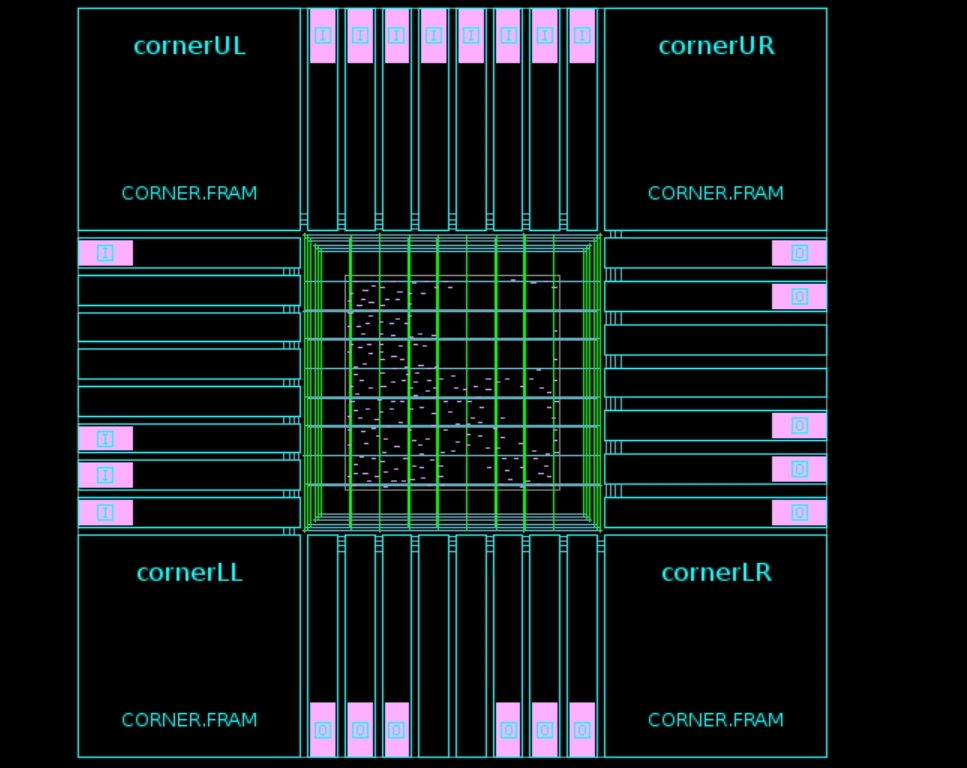 cornerUL
I I I I I I I I
cornerUR
CORNER.FRAM
CORNER.FRAM
I
O
O
O
I
O
I
O
I
cornerLL
cornerLR
CORNER.FRAM
CORNER.FRAM
O O O O O O